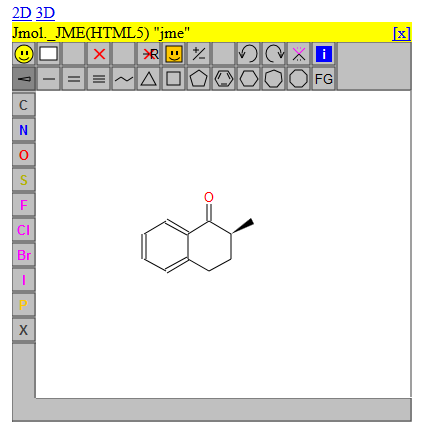 2D 3D
Jmol._JME(HTML5) "jme" [x]
R +/- i
FG
C
N
O
S
F
Cl
Br
I
P
X
O